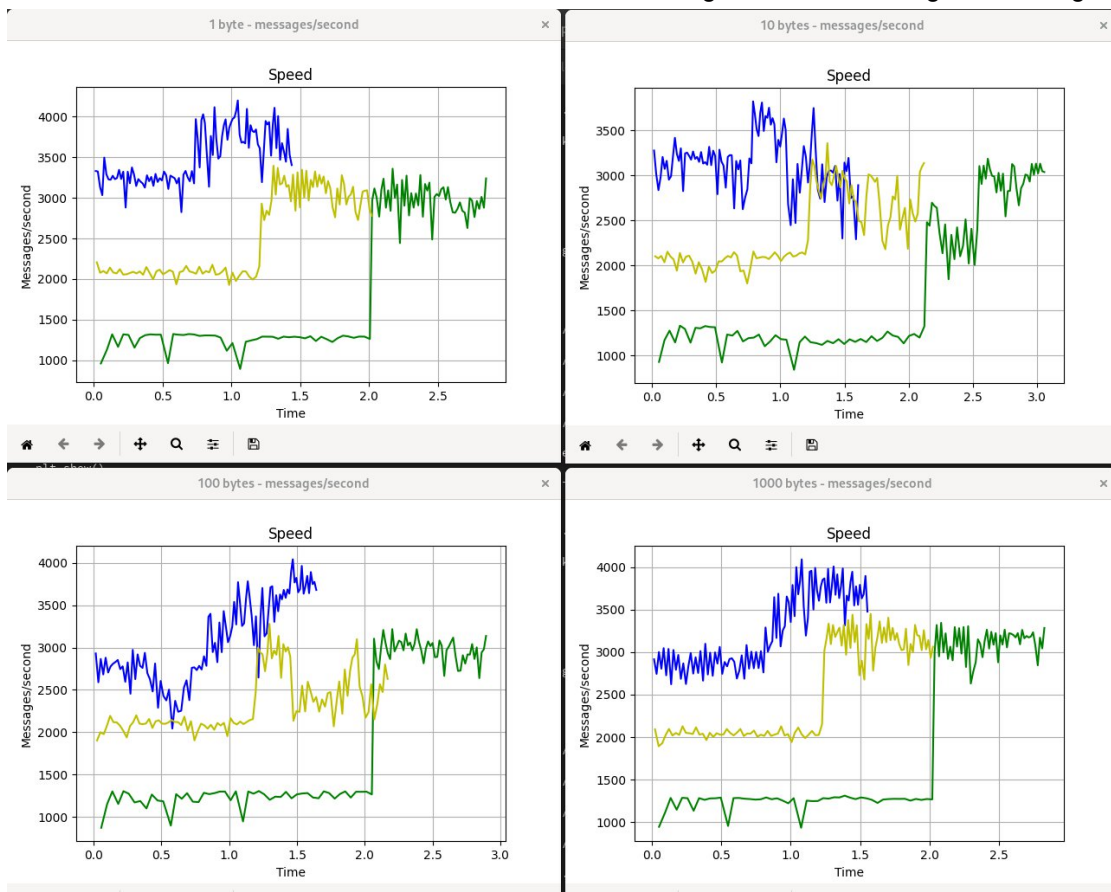 1 byte - messages/second ×
Speed
Messages/second
4000
3500
3000
2500
2000
1500
1000
0.0 0.5 1.0 1.5 2.0 2.5
Time
10 bytes - messages/second ×
Speed
Messages/second
3500
3000
2500
2000
1500
1000
0.0 0.5 1.0 1.5 2.0 2.5 3.0
Time
plt.show()
100 bytes - messages/second ×
Speed
Messages/second
4000
3500
3000
2500
2000
1500
1000
0.0 0.5 1.0 1.5 2.0 2.5 3.0
Time
1000 bytes - messages/second ×
Speed
Messages/second
4000
3500
3000
2500
2000
1500
1000
0.0 0.5 1.0 1.5 2.0 2.5
Time